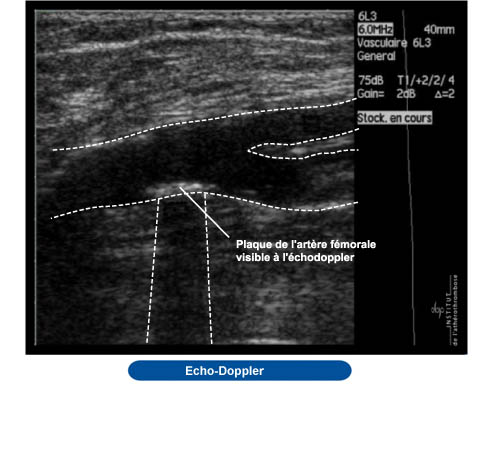 6L3
6.0MHz 40mm
Vasculaire 6L3
General
75dB T1/+2/2/ 4
Gain= 2dB Δ=2
Stock. en cours
Plaque de l'artère fémorale
visible à l'échodoppler
INSTITUT
de l'athérothrombose
Echo-Doppler